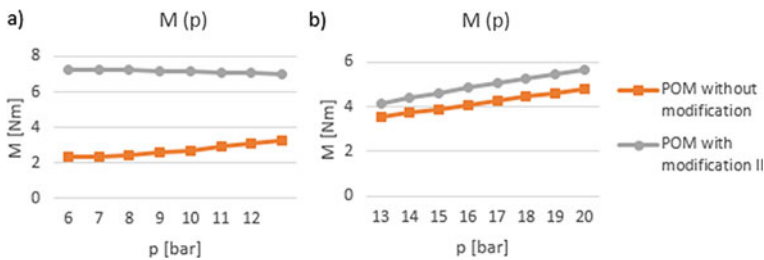 a)
M (p)
8
6
4
2
0
M [Nm]
6 7 8 9 10 11 12
p [bar]
b)
M (p)
6
4
2
0
M [Nm]
13 14 15 16 17 18 19 20
p [bar]
POM without
modification
POM with
modification II